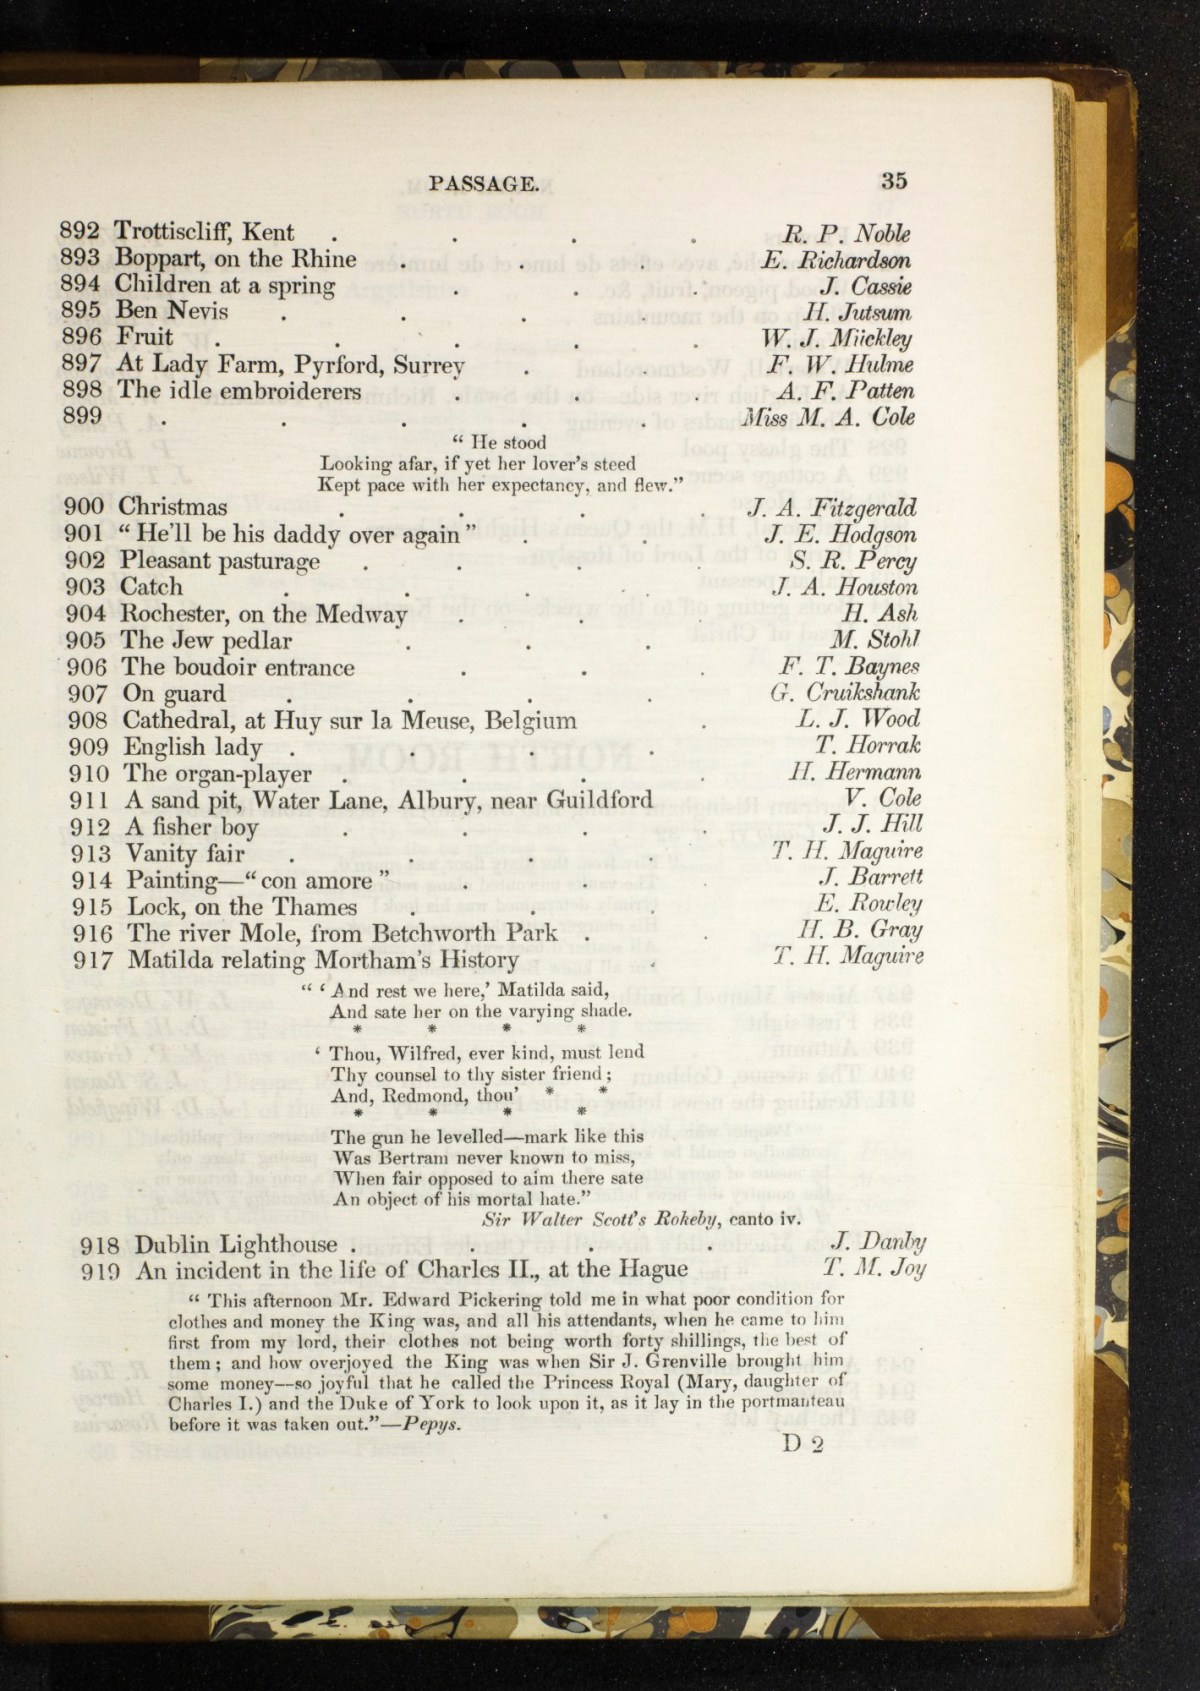 PASSAGE. 35
892 Trottiscliff, Kent . . . . R. P. Noble
893 Boppart, on the Rhine . . . E. Richardson
894 Children at a spring . . . J. Cassie
895 Ben Nevis . . . . H. Jutsum
896 Fruit . . . . . W. J. Mückley
897 At Lady Farm, Pyrford, Surrey . . F. W. Hulme
898 The idle embroiderers . . . A. F. Patten
899 . . . . . Miss M. A. Cole
“ He stood
Looking afar, if yet her lover's steed
Kept pace with her expectancy, and flew.”
900 Christmas . . . . J. A. Fitzgerald
901 “ He'll be his daddy over again ” . . J. E. Hodgson
902 Pleasant pasturage . . . . S. R. Percy
903 Catch . . . . J. A. Houston
904 Rochester, on the Medway . . . H. Ash
905 The Jew pedlar . . . M. Stohl
906 The boudoir entrance . . . F. T. Baynes
907 On guard . . . . G. Cruikshank
908 Cathedral, at Huy sur la Meuse, Belgium . L. J. Wood
909 English lady . . . . T. Horrak
910 The organ-player . . . . H. Hermann
911 A sand pit, Water Lane, Albury, near Guildford V. Cole
912 A fisher boy . . . . J. J. Hill
913 Vanity fair . . . . T. H. Maguire
914 Painting—“ con amore ” . . . J. Barrett
915 Lock, on the Thames . . . E. Rowley
916 The river Mole, from Betchworth Park . . H. B. Gray
917 Matilda relating Mortham's History . T. H. Maguire
“ ‘ And rest we here,’ Matilda said,
And sate her on the varying shade.
* * * *
‘ Thou, Wilfred, ever kind, must lend
Thy counsel to thy sister friend ;
And, Redmond, thou’ * *
* * * *
The gun he levelled—mark like this
Was Bertram never known to miss,
When fair opposed to aim there sate
An object of his mortal hate.”
Sir Walter Scott's Rokeby, canto iv.
918 Dublin Lighthouse . . . . J. Danby
919 An incident in the life of Charles II., at the Hague T. M. Joy
“ This afternoon Mr. Edward Pickering told me in what poor condition for
clothes and money the King was, and all his attendants, when he came to him
first from my lord, their clothes not being worth forty shillings, the best of
them ; and how overjoyed the King was when Sir J. Grenville brought him
some money—so joyful that he called the Princess Royal (Mary, daughter of
Charles I.) and the Duke of York to look upon it, as it lay in the portmanteau
before it was taken out.”—Pepys.
D 2